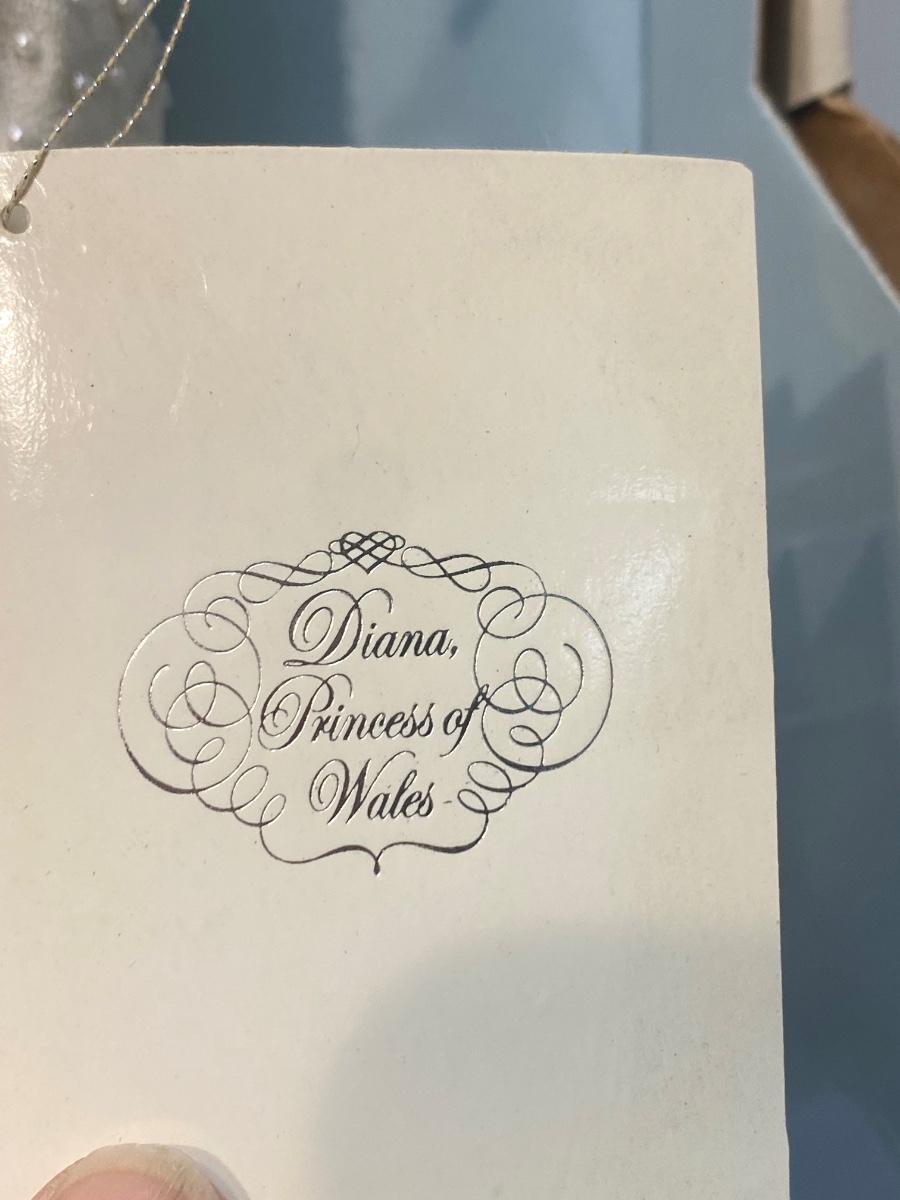 Diana,
Princess of
Wales